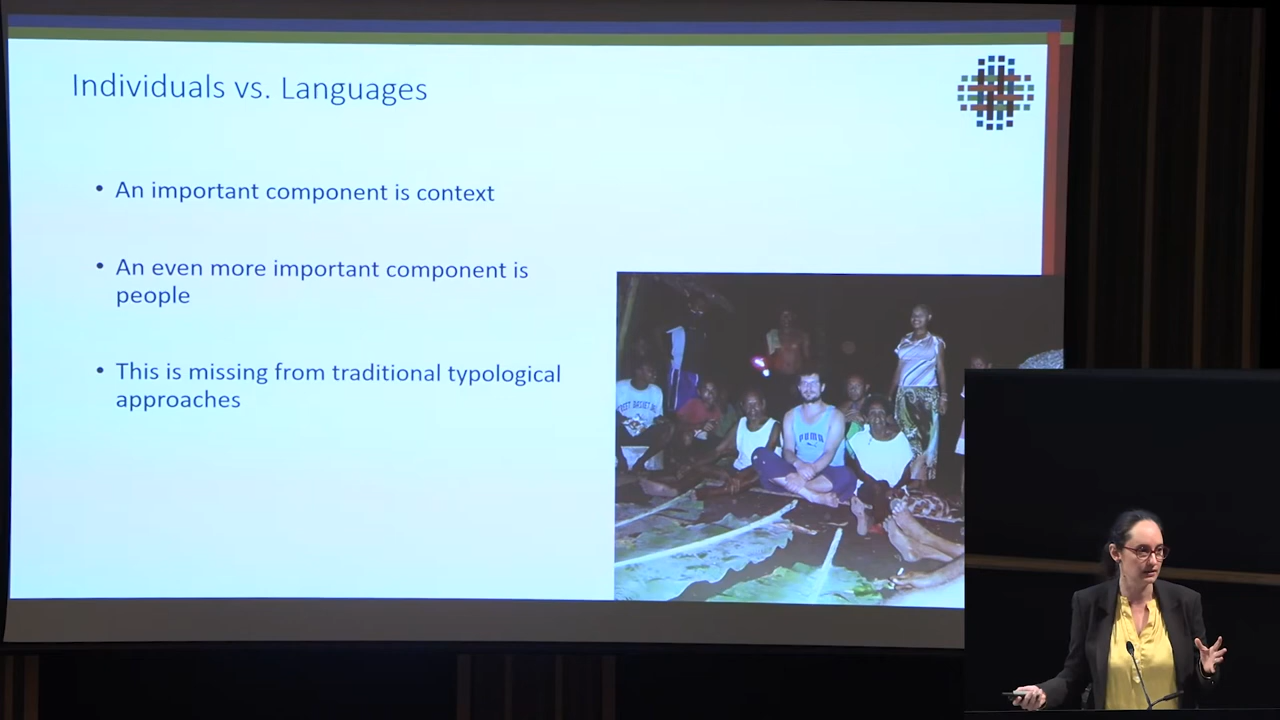 Individuals vs. Languages
• An important component is context
• An even more important component is
people
• This is missing from traditional typological
approaches
PUMA